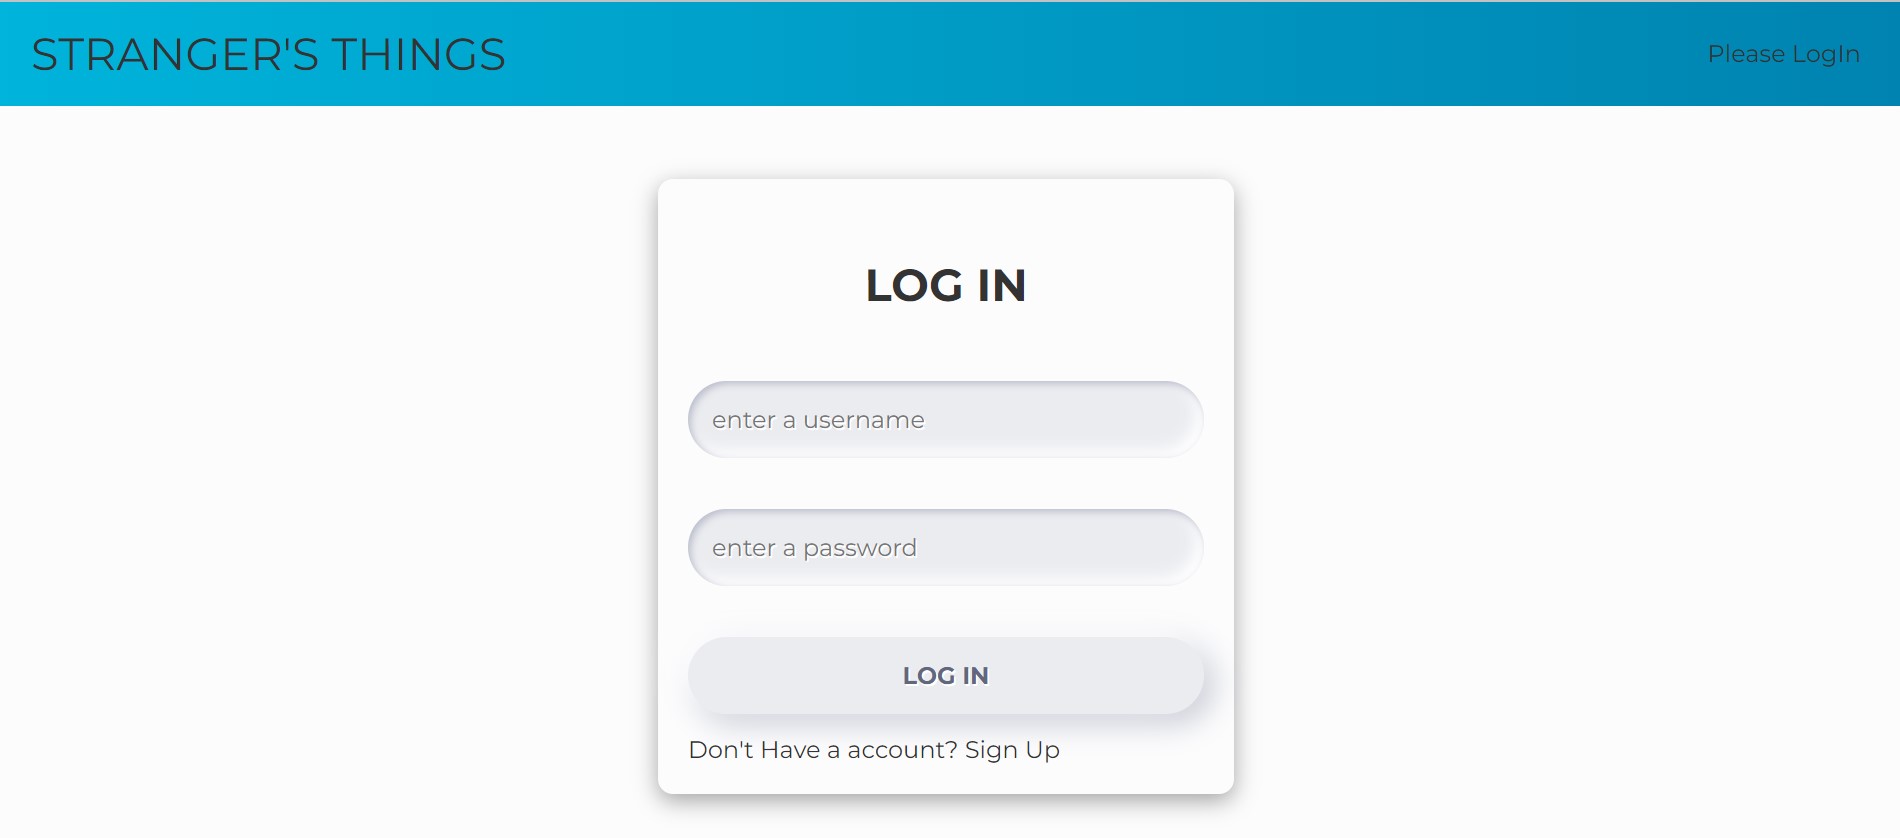 STRANGER'S THINGS
Please LogIn
LOG IN
enter a username
enter a password
LOG IN
Don't Have a account? Sign Up